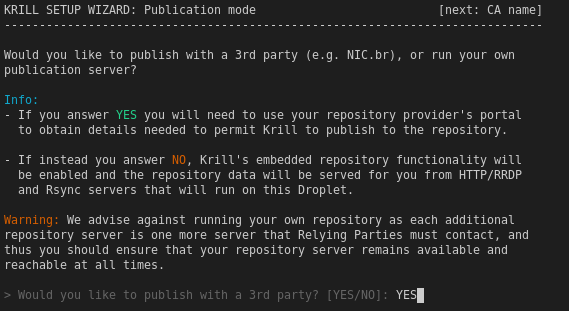 KRILL SETUP WIZARD: Publication mode [next: CA name]
-----------------------------------------------------------------------------
Would you like to publish with a 3rd party (e.g. NIC.br), or run your own
publication server?
Info:
- If you answer YES you will need to use your repository provider's portal
to obtain details needed to permit Krill to publish to the repository.
- If instead you answer NO, Krill's embedded repository functionality will
be enabled and the repository data will be served for you from HTTP/RRDP
and Rsync servers that will run on this Droplet.
Warning: We advise against running your own repository as each additional
repository server is one more server that Relying Parties must contact, and
thus you should ensure that your repository server remains available and
reachable at all times.
> Would you like to publish with a 3rd party? [YES/NO]: YES